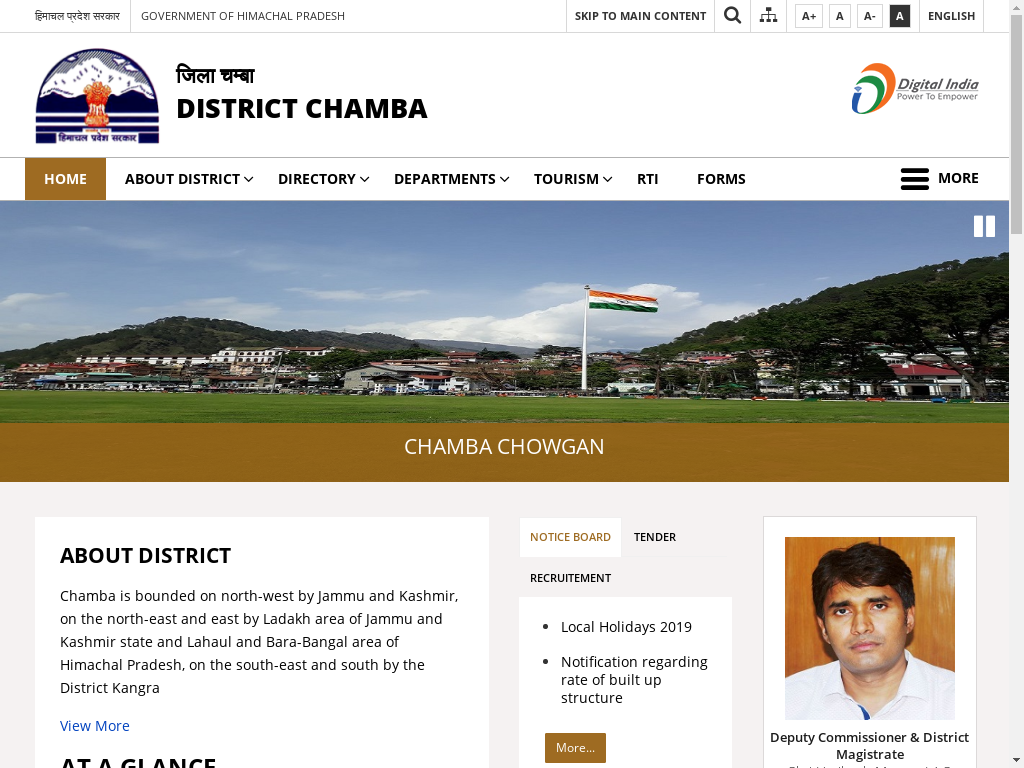 हिमाचल प्रदेश सरकार
GOVERNMENT OF HIMACHAL PRADESH
SKIP TO MAIN CONTENT
A+
A
A-
A
ENGLISH
हिमाचल प्रदेश सरकार
जिला चम्बा
DISTRICT CHAMBA
Digital India
Power To Empower
HOME
ABOUT DISTRICT
DIRECTORY
DEPARTMENTS
TOURISM
RTI
FORMS
MORE
CHAMBA CHOWGAN
ABOUT DISTRICT
Chamba is bounded on north-west by Jammu and Kashmir,
on the north-east and east by Ladakh area of Jammu and
Kashmir state and Lahaul and Bara-Bangal area of
Himachal Pradesh, on the south-east and south by the
District Kangra
View More
AT A GLANCE
NOTICE BOARD
TENDER
RECRUITEMENT
Local Holidays 2019
Notification regarding
rate of built up
structure
More...
Deputy Commissioner & District
Magistrate